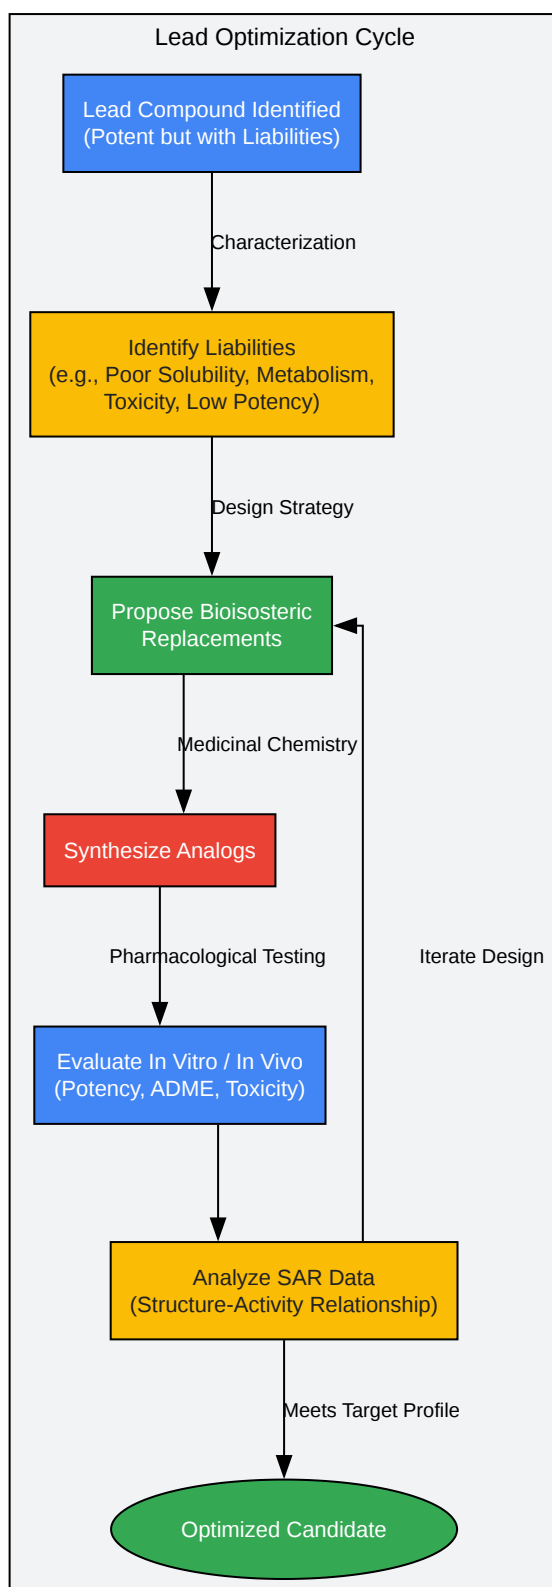 Lead Optimization Cycle
Lead Compound Identified
(Potent but with Liabilities)
Characterization
Identify Liabilities
(e.g., Poor Solubility, Metabolism,
Toxicity, Low Potency)
Design Strategy
Propose Bioisosteric
Replacements
Medicinal Chemistry
Synthesize Analogs
Pharmacological Testing
Iterate Design
Evaluate In Vitro / In Vivo
(Potency, ADME, Toxicity)
Analyze SAR Data
(Structure-Activity Relationship)
Meets Target Profile
Optimized Candidate